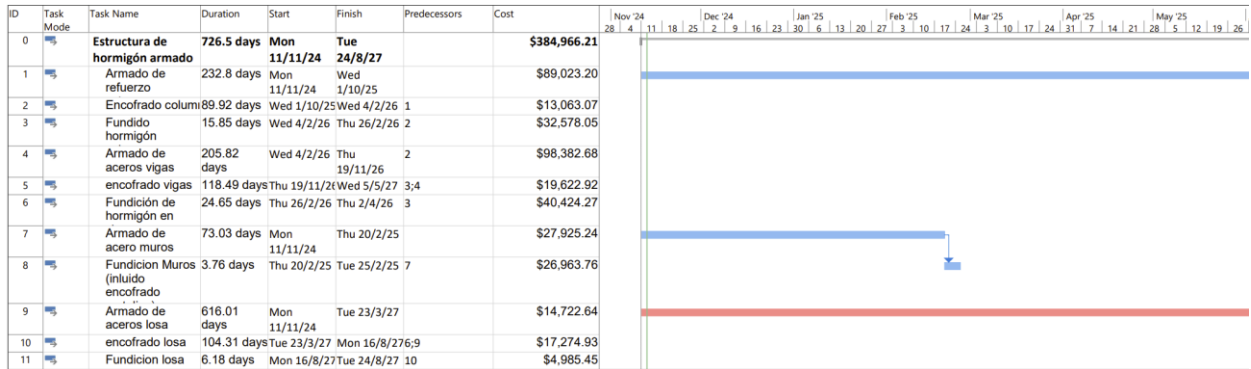 ID Task Mode Task Name Duration Start Finish Predecessors Cost
Nov '24 Dec '24 Jan '25 Feb '25 Mar '25 Apr '25 May '25
28 4 11 18 25 2 9 16 23 30 6 13 20 27 3 10 17 24 3 10 17 24 31 7 14 21 28 5 12 19 26
0 Estructura de hormigón armado 726.5 days Mon 11/11/24 Tue 24/8/27 $384,966.21
1 Armado de refuerzo 232.8 days Mon 11/11/24 Wed 1/10/25 $89,023.20
2 Encofrado colum 89.92 days Wed 1/10/25 Wed 4/2/26 1 $13,063.07
3 Fundido hormigón 15.85 days Wed 4/2/26 Thu 26/2/26 2 $32,578.05
4 Armado de aceros vigas 205.82 days Wed 4/2/26 Thu 19/11/26 2 $98,382.68
5 encofrado vigas 118.49 days Thu 19/11/26 Wed 5/5/27 3;4 $19,622.92
6 Fundición de hormigón en 24.65 days Thu 26/2/26 Thu 2/4/26 3 $40,424.27
7 Armado de acero muros 73.03 days Mon 11/11/24 Thu 20/2/25 $27,925.24
8 Fundicion Muros (inluido encofrado 3.76 days Thu 20/2/25 Tue 25/2/25 7 $26,963.76
9 Armado de aceros losa 616.01 days Mon 11/11/24 Tue 23/3/27 $14,722.64
10 encofrado losa 104.31 days Tue 23/3/27 Mon 16/8/27 6;9 $17,274.93
11 Fundicion losa 6.18 days Mon 16/8/27 Tue 24/8/27 10 $4,985.45